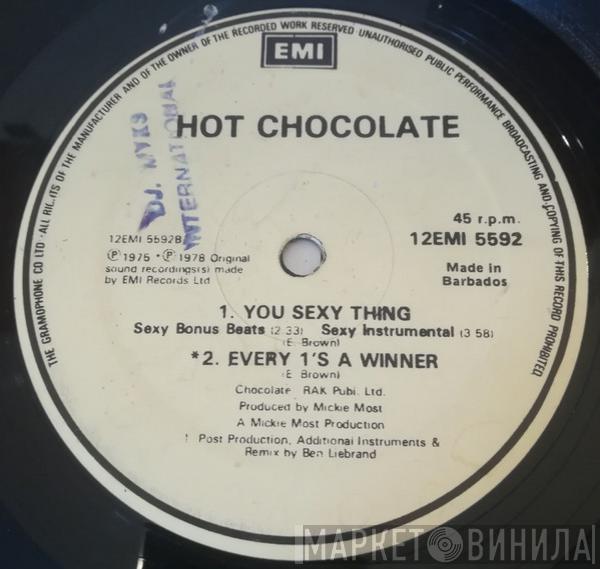 THE GRAMOPHONE CO LTD · ALL RIGHTS OF THE MANUFACTURER AND OF THE OWNER OF THE RECORDED WORK RESERVED UNAUTHORISED PUBLIC PERFORMANCE BROADCASTING AND COPYING OF THIS RECORD PROHIBITED.
EMI
DJ.
INTERNATIONAL
HOT CHOCOLATE
45 r.p.m.
12EMI 5592B
12EMI 5592
Ⓟ 1975 * Ⓟ 1978 Original
sound recordings(s) made
by EMI Records Ltd
Made in
Barbados
1. YOU SEXY THING
Sexy Bonus Beats (2 33) Sexy Instrumental (3 58)
(E. Brown)
*2. EVERY 1'S A WINNER
(E Brown)
Chocolate RAK Publ. Ltd.
Produced by Mickie Most
A Mickie Most Production
Post Production, Additional Instruments &
Remix by Ben Liebrand
МАРКЕТ ВИНИЛА